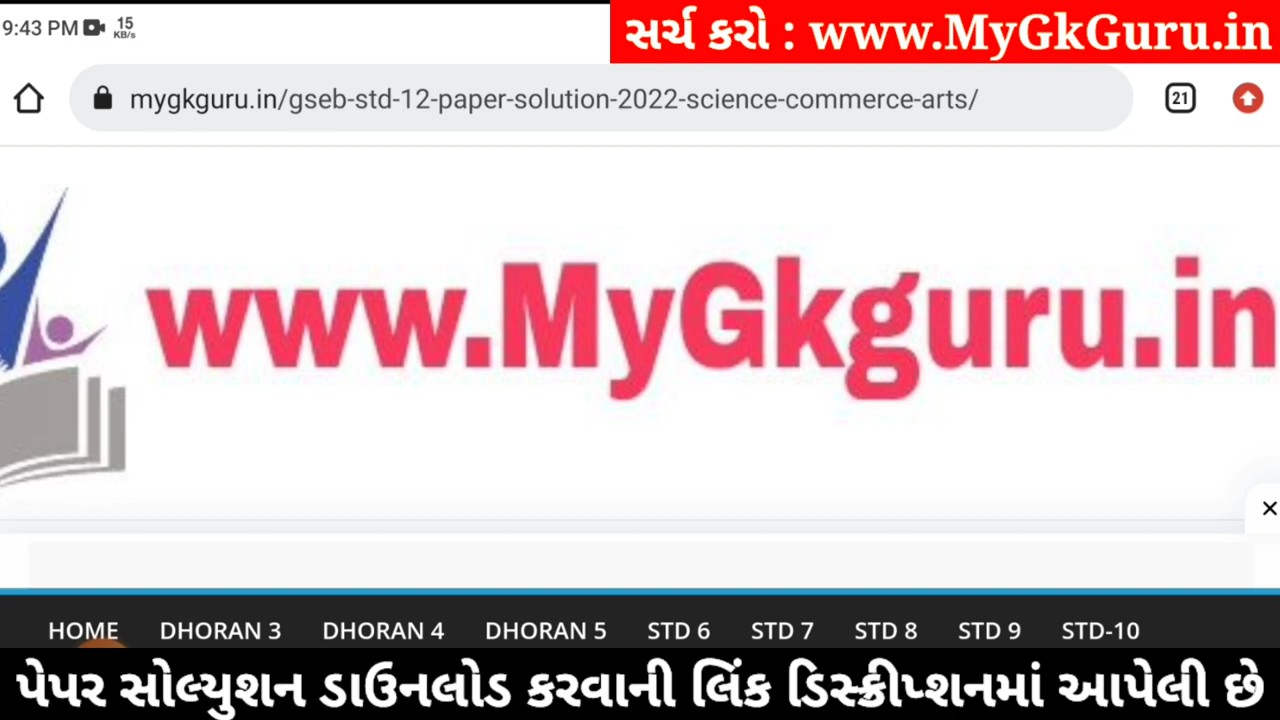 9:43 PM 15 KB/s
સર્ચ કરો : www.MyGkGuru.in
mygkguru.in/gseb-std-12-paper-solution-2022-science-commerce-arts/
21
www.MyGkguru.in
HOME DHORAN 3 DHORAN 4 DHORAN 5 STD 6 STD 7 STD 8 STD 9 STD-10
પેપર સોલ્યુશન ડાઉનલોડ કરવાની લિંક ડિસ્ક્રીપ્શનમાં આપેલી છે